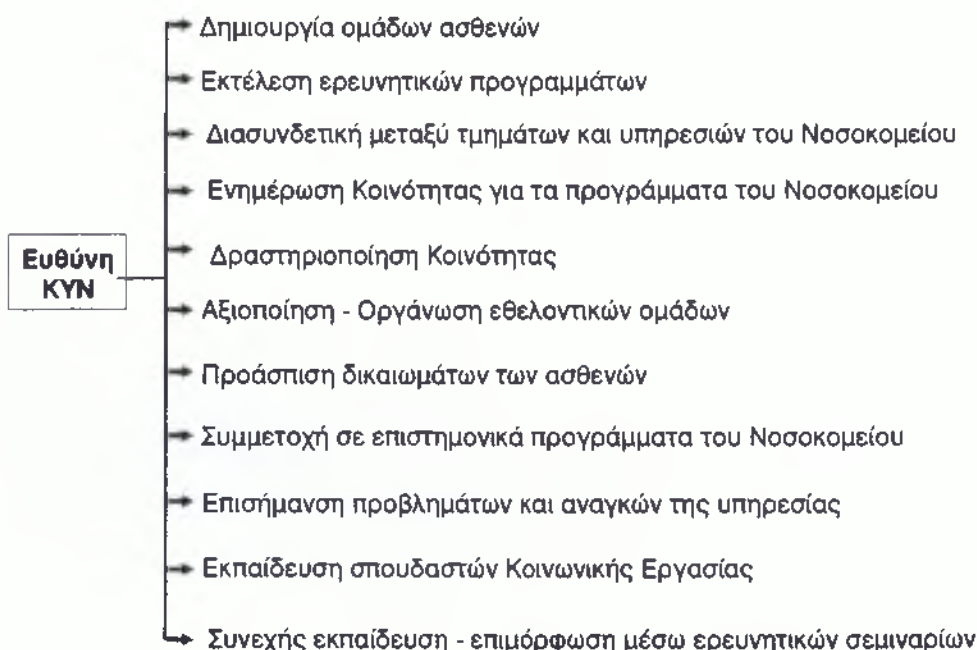 Δημιουργία ομάδων ασθενών
Εκτέλεση ερευνητικών προγραμμάτων
Διασυνδετική μεταξύ τμημάτων και υπηρεσιών του Νοσοκομείου
Ενημέρωση Κοινότητας για τα προγράμματα του Νοσοκομείου
Ευθύνη
ΚΥΝ
Δραστηριοποίηση Κοινότητας
Αξιοποίηση - Οργάνωση εθελοντικών ομάδων
Προάσπιση δικαιωμάτων των ασθενών
Συμμετοχή σε επιστημονικά προγράμματα του Νοσοκομείου
Επισήμανση προβλημάτων και αναγκών της υπηρεσίας
Εκπαίδευση σπουδαστών Κοινωνικής Εργασίας
Συνεχής εκπαίδευση - επιμόρφωση μέσω ερευνητικών σεμιναρίων